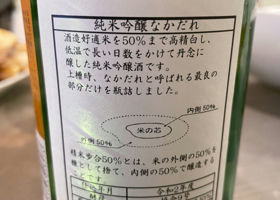 純米吟醸なかだれ
酒造好適米を50%まで高精白し、
低温で長い日数をかけて丹念に
醸した純米吟醸酒です。
上槽時、なかだれと呼ばれる最良の
部分だけを瓶詰しました。
内側50%
米の芯
外側50%
精米歩合50%とは、米の外側の50%を
糠として捨て、内側の50%で醸造するこ
とです。
令和2年度